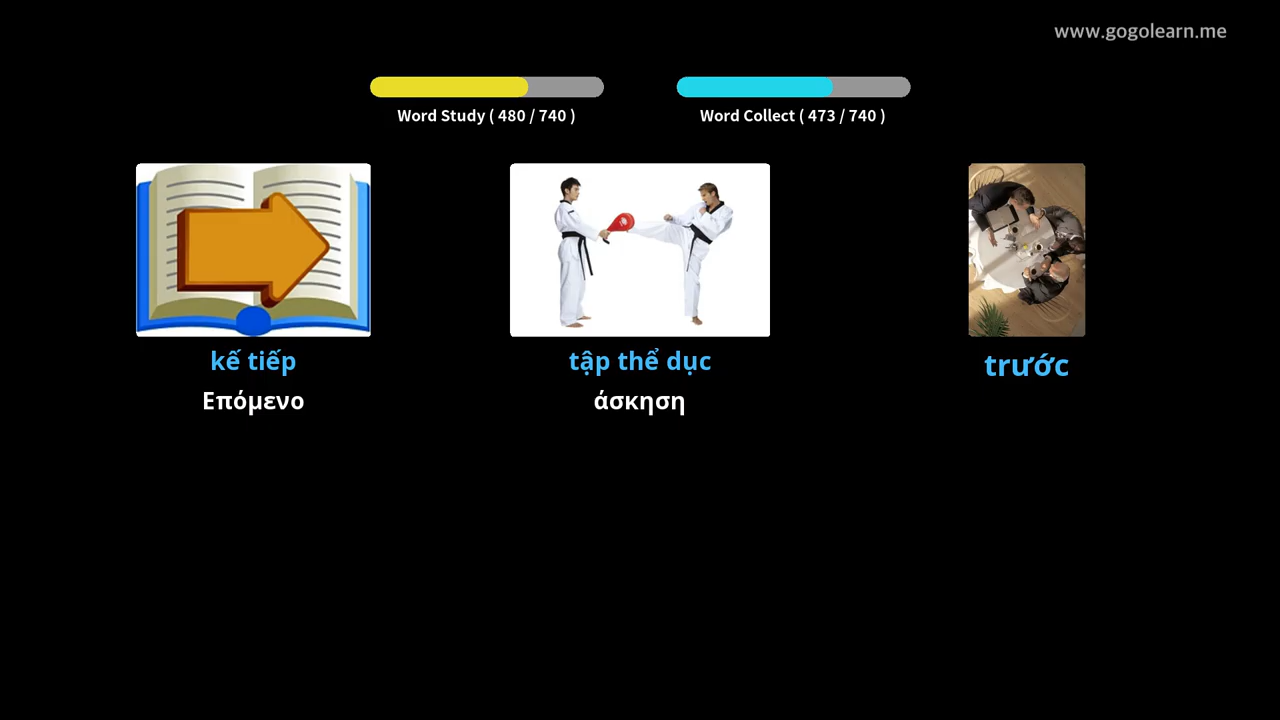 www.gogolearn.me
Word Study ( 480 / 740 )
Word Collect ( 473 / 740 )
kế tiếp
Επόμενο
tập thể dục
άσκηση
trước